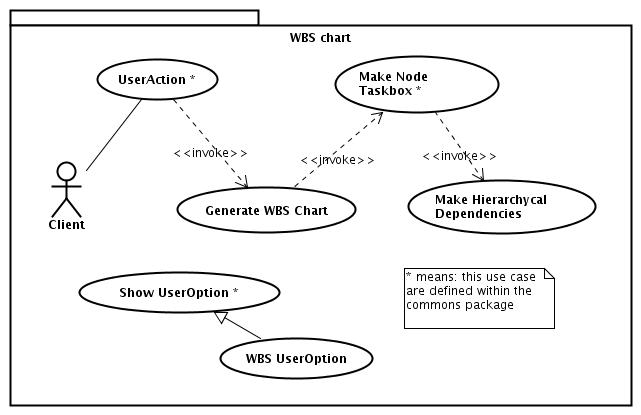 WBS chart
UserAction *
Make Node
Taskbox *
<<invoke>>
<<invoke>>
<<invoke>>
Generate WBS Chart
Make Hierarchycal
Dependencies
Client
Show UserOption *
* means: this use case
are defined within the
commons package
WBS UserOption